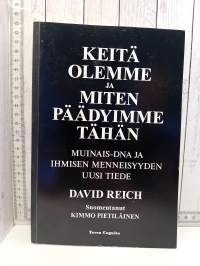 KEITÄ
OLEMME
JA
MITEN
PÄÄDYIMME
TÄHÄN
MUINAIS-DNA JA
IHMISEN MENNEISYYDEN
UUSI TIEDE
DAVID REICH
Suomentanut
KIMMO PIETILÄINEN
Terra Cognita